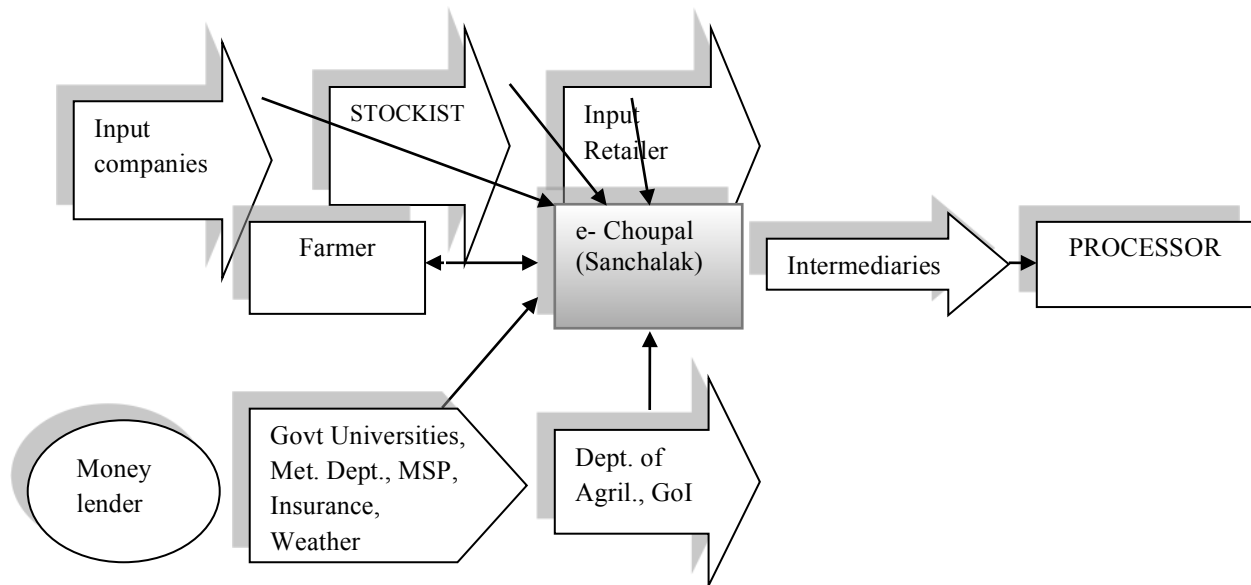 Input
companies
STOCKIST
Input
Retailer
Farmer
e- Choupal
(Sanchalak)
Intermediaries
PROCESSOR
Money
lender
Govt Universities,
Met. Dept., MSP,
Insurance,
Weather
Dept. of
Agril., GoI